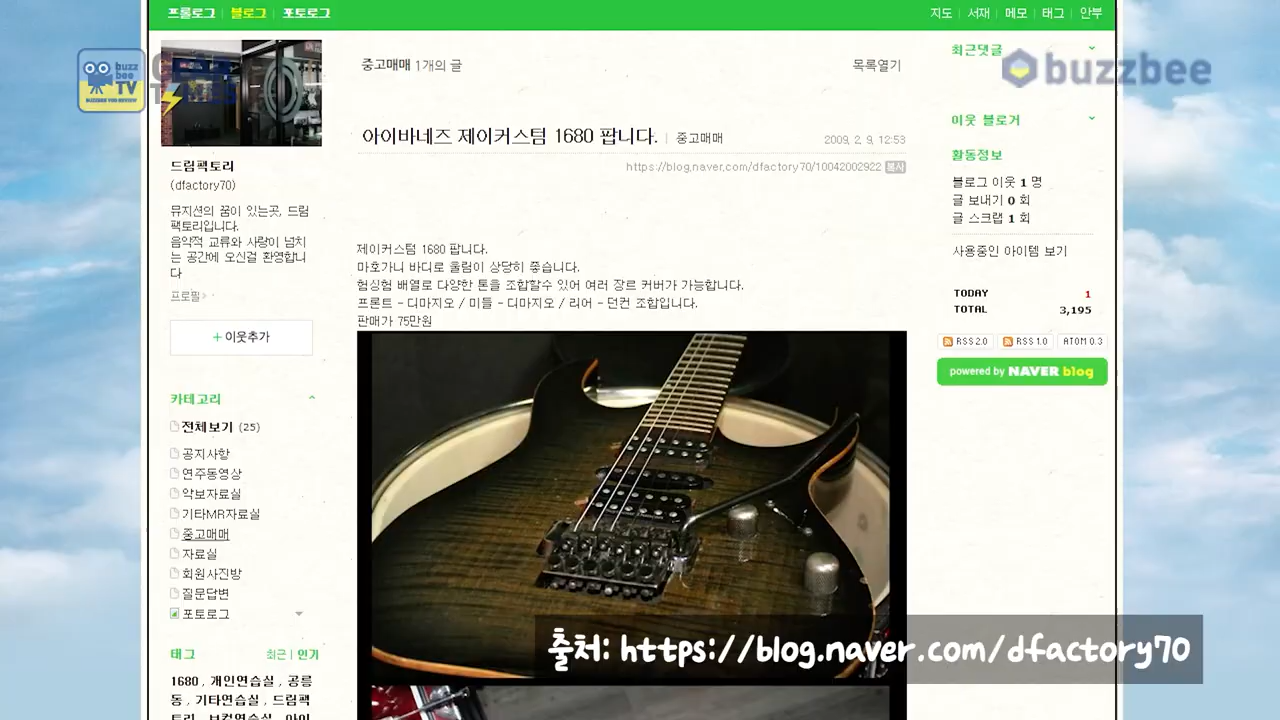 프롤로그 | 블로그 | 포토로그
지도 | 서재 | 메모 | 태그 | 안부
buzz
bee
TV
BUZZBEE YOU REVIEW
buzzbee
드림팩토리
(dfactory70)
뮤지션의 꿈이 있는곳, 드림
팩토리입니다.
음악적 교류와 사랑이 넘치
는 공간에 오신걸 환영합니
다
프로필
+ 이웃추가
카테고리
전체보기 (25)
공지사항
연주동영상
악보자료실
기타MR자료실
중고매매
자료실
회원사진방
질문답변
포토로그
태그 최근 | 인기
1680 , 개인연습실 , 공릉
동 , 기타연습실 , 드림팩
토리 , 보컬연습실 , 아이
중고매매 1개의 글 목록열기
아이바네즈 제이커스텀 1680 팝니다. | 중고매매 2009. 2. 9. 12:53
https://blog.naver.com/dfactory70/10042002922 복사
제이커스텀 1680 팝니다.
마호가니 바디로 울림이 상당히 좋습니다.
험싱험 배열로 다양한 톤을 조합할수 있어 여러 장르 커버가 가능합니다.
프론트 - 디마지오 / 미들 - 디마지오 / 리어 - 던컨 조합입니다.
판매가 75만원
최근댓글
이웃 블로거
활동정보
블로그 이웃 1 명
글 보내기 0 회
글 스크랩 1 회
사용중인 아이템 보기
TODAY 1
TOTAL 3,195
RSS 2.0 RSS 1.0 ATOM 0.3
powered by NAVER blog
출처: https://blog.naver.com/dfactory70